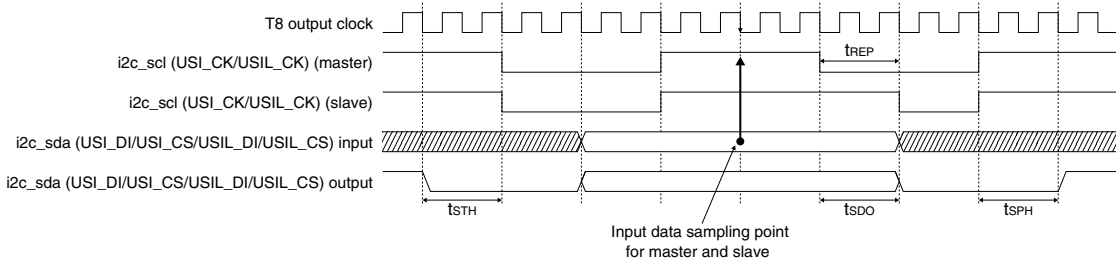 T8 output clock
i2c_scl (USI_CK/USIL_CK) (master)
tREP
i2c_scl (USI_CK/USIL_CK) (slave)
i2c_sda (USI_DI/USI_CS/USIL_DI/USIL_CS) input
i2c_sda (USI_DI/USI_CS/USIL_DI/USIL_CS) output
tSTH
tSDO
tSPH
Input data sampling point
for master and slave